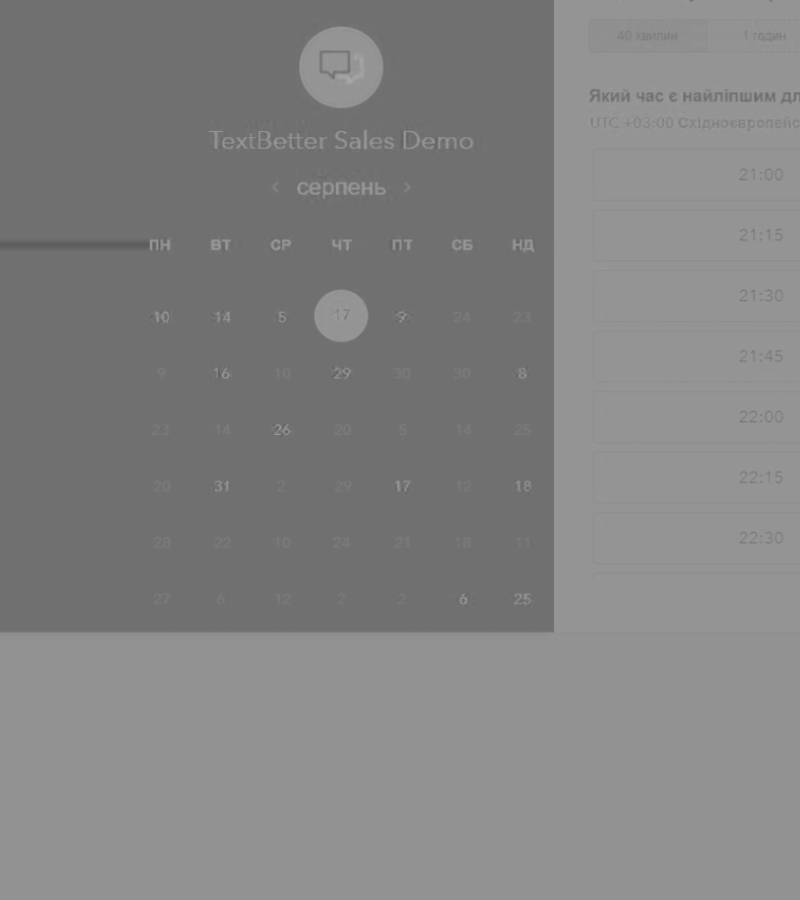 40 хвилин 1 годин
TextBetter Sales Demo
серпень
ПН ВТ СР ЧТ ПТ СБ НД
10 14 5 17 9 24 23
9 16 10 29 30 30 8
23 14 26 20 5 14 25
20 31 2 29 17 12 18
28 22 10 24 21 18 11
27 6 12 2 2 6 25
Який час є найліпшим дл
UTC +03:00 Східноєвропейс
21:00
21:15
21:30
21:45
22:00
22:15
22:30